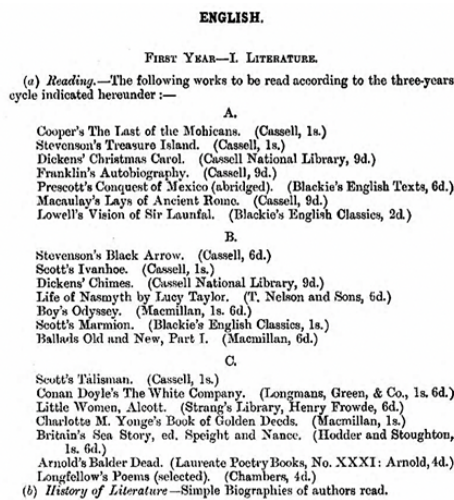 ENGLISH.
FIRST YEAR—I. LITERATURE.
(a) Reading.—The following works to be read according to the three-years
cycle indicated hereunder :—
A.
Cooper's The Last of the Mohicans. (Cassell, 1s.)
Stevenson's Treasure Island. (Cassell, 1s.)
Dickens' Christmas Carol. (Cassell National Library, 9d.)
Franklin's Autobiography. (Cassell, 9d.)
Prescott's Conquest of Mexico (abridged). (Blackie's English Texts, 6d.)
Macaulay's Lays of Ancient Rome. (Cassell, 9d.)
Lowell's Vision of Sir Launfal. (Blackie's English Classics, 2d.)
B.
Stevenson's Black Arrow. (Cassell, 6d.)
Scott's Ivanhoe. (Cassell, 1s.)
Dickens' Chimes. (Cassell National Library, 9d.)
Life of Nasmyth by Lucy Taylor. (T. Nelson and Sons, 6d.)
Boy's Odyssey. (Macmillan, 1s. 6d.)
Scott's Marmion. (Blackie's English Classics, 1s.)
Ballads Old and New, Part I. (Macmillan, 6d.)
C.
Scott's Talisman. (Cassell, 1s.)
Conan Doyle's The White Company. (Longmans, Green, & Co., 1s. 6d.)
Little Women, Alcott. (Strang's Library, Henry Frowde, 6d.)
Charlotte M. Yonge's Book of Golden Deeds. (Macmillan, 1s.)
Britain's Sea Story, ed. Speight and Nance. (Hodder and Stoughton,
1s. 6d.)
Arnold's Balder Dead. (Laureate Poetry Books, No. XXXI: Arnold, 4d.)
Longfellow's Poems (selected). (Chambers, 4d.)
(b) History of Literature—Simple Biographies of authors read.